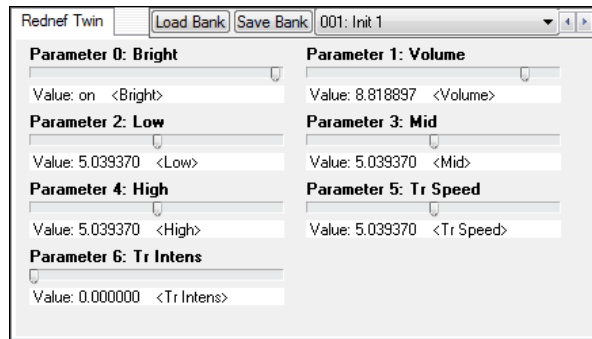 Rednef Twin Load Bank Save Bank 001: Init 1
Parameter 0: Bright
Value: on <Bright>
Parameter 1: Volume
Value: 8.818897 <Volume>
Parameter 2: Low
Value: 5.039370 <Low>
Parameter 3: Mid
Value: 5.039370 <Mid>
Parameter 4: High
Value: 5.039370 <High>
Parameter 5: Tr Speed
Value: 5.039370 <Tr Speed>
Parameter 6: Tr Intens
Value: 0.000000 <Tr Intens>